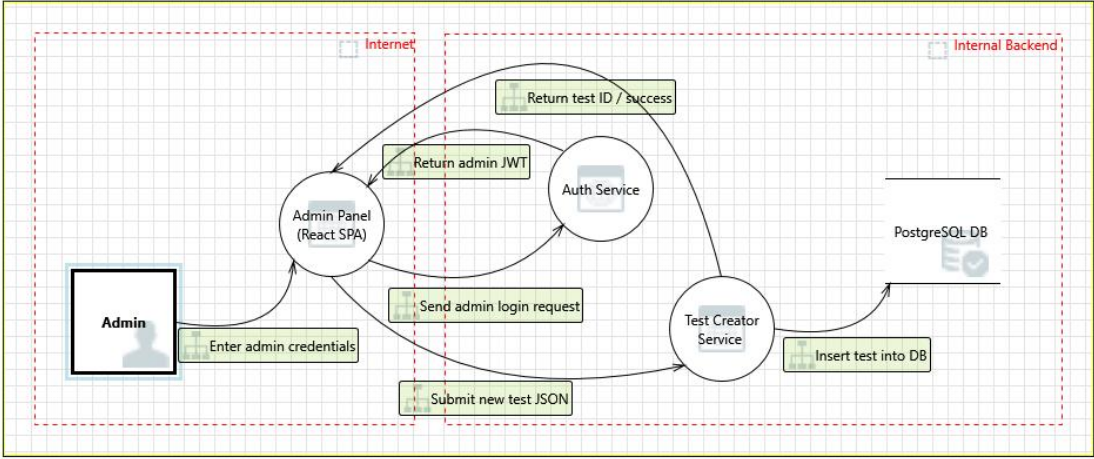 Internet
Internal Backend
Return test ID / success
Return admin JWT
Auth Service
Admin Panel
(React SPA)
PostgreSQL DB
Send admin login request
Admin
Test Creator
Service
Enter admin credentials
Insert test into DB
Submit new test JSON